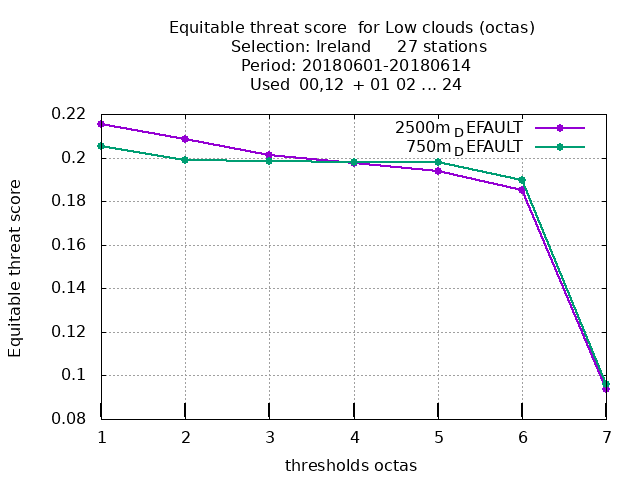 Equitable threat score for Low clouds (octas)
Selection: Ireland 27 stations
Period: 20180601-20180614
Used 00,12 + 01 02 ... 24
2500m_DEFAULT
750m_DEFAULT
0.22
0.2
0.18
0.16
0.14
0.12
0.1
0.08
Equitable threat score
1 2 3 4 5 6 7
thresholds octas